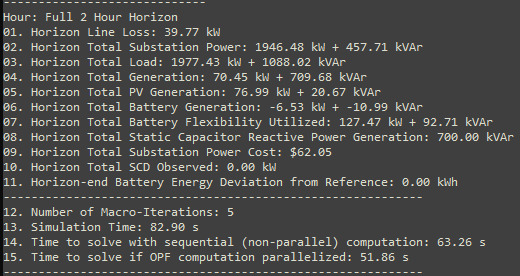 Hour: Full 2 Hour Horizon
01. Horizon Line Loss: 39.77 kW
02. Horizon Total Substation Power: 1946.48 kW + 457.71 kVAr
03. Horizon Total Load: 1977.43 kW + 1088.02 kVAr
04. Horizon Total Generation: 70.45 kW + 709.68 kVAr
05. Horizon Total PV Generation: 76.99 kW + 20.67 kVAr
06. Horizon Total Battery Generation: -6.53 kW + -10.99 kVAr
07. Horizon Total Battery Flexibility Utilized: 127.47 kW + 92.71 kVAr
08. Horizon Total Static Capacitor Reactive Power Generation: 700.00 kVAr
09. Horizon Total Substation Power Cost: $62.05
10. Horizon Total SCD Observed: 0.00 kW
11. Horizon-end Battery Energy Deviation from Reference: 0.00 kWh
12. Number of Macro-Iterations: 5
13. Simulation Time: 82.90 s
14. Time to solve with sequential (non-parallel) computation: 63.26 s
15. Time to solve if OPF computation parallelized: 51.86 s